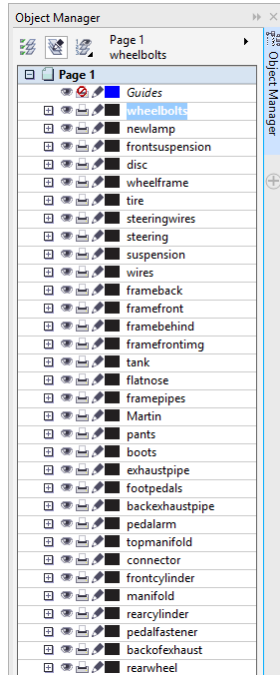 Object Manager
Page 1
wheelbolts
Object Manager
Page 1
Guides
wheelbolts
newlamp
frontsuspension
disc
wheelframe
tire
steeringwires
steering
suspension
wires
frameback
framefront
framebehind
framefrontimg
tank
flatnose
framepipes
Martin
pants
boots
exhaustpipe
footpedals
backexhaustpipe
pedalarm
topmanifold
connector
frontcylinder
manifold
rearcylinder
pedalfastener
backofexhaust
rearwheel